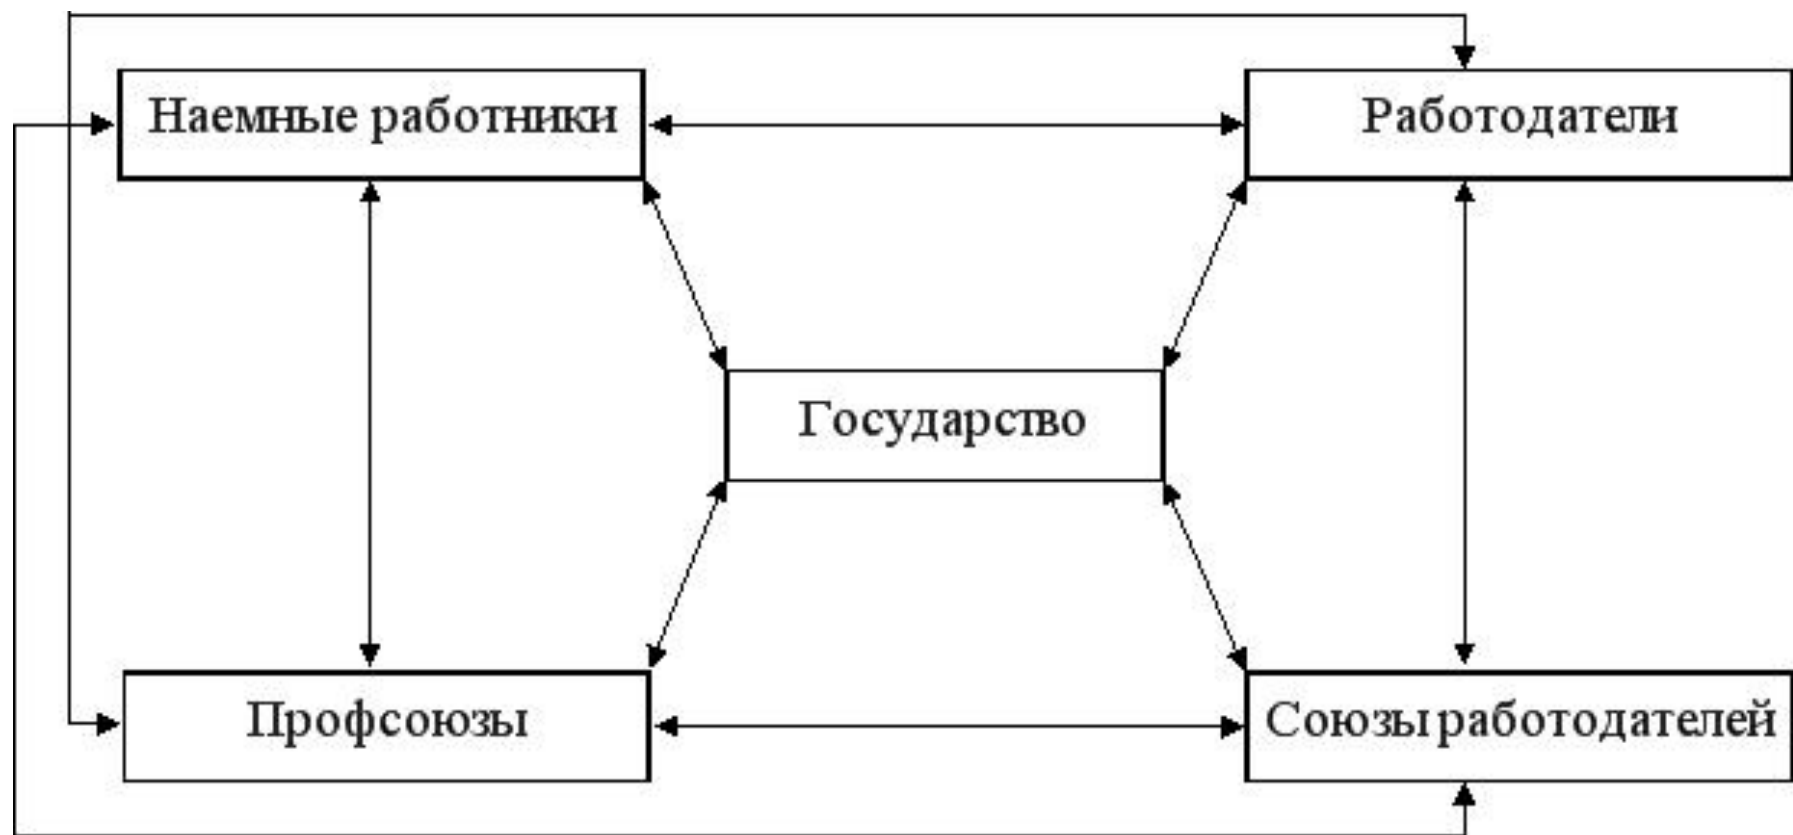 Наемные работники
Работодатели
Государство
Профсоюзы
Союзы работодателей